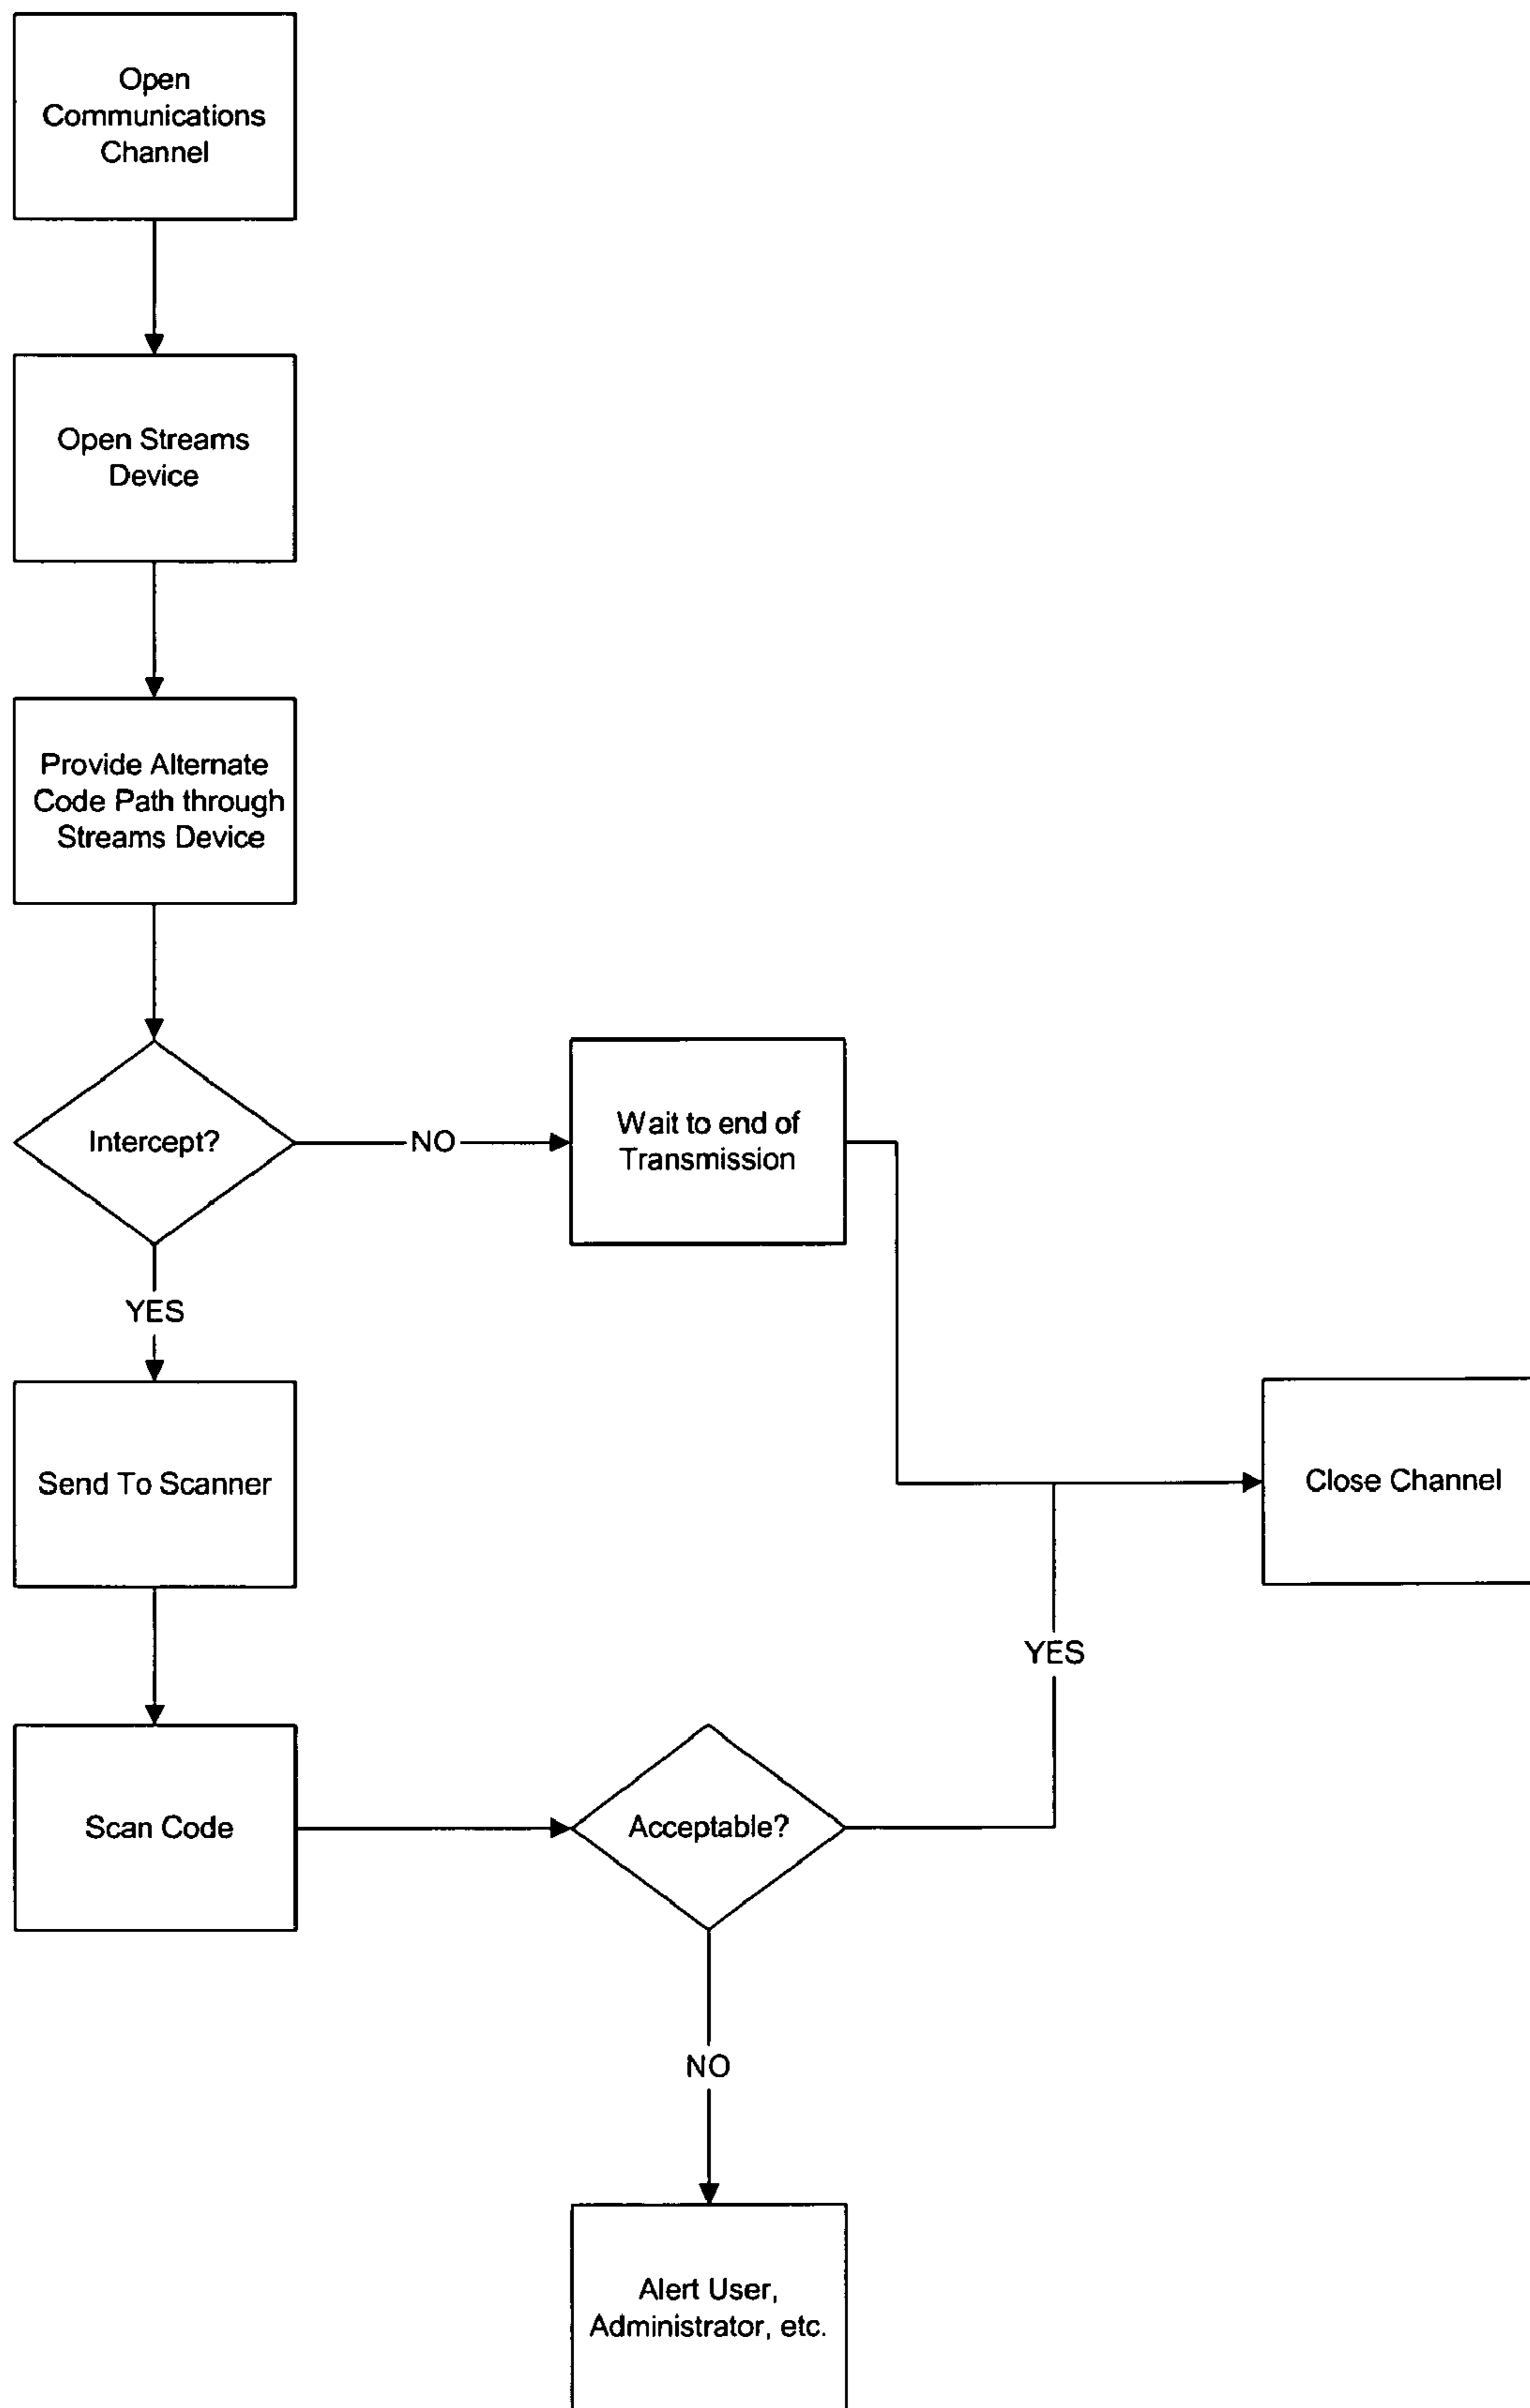 Open
Communications
Channel
Open Streams
Device
Provide Alternate
Code Path through
Streams Device
Intercept?
NO
Wait to end of
Transmission
YES
Send To Scanner
Close Channel
YES
Scan Code
Acceptable?
NO
Alert User,
Administrator, etc.